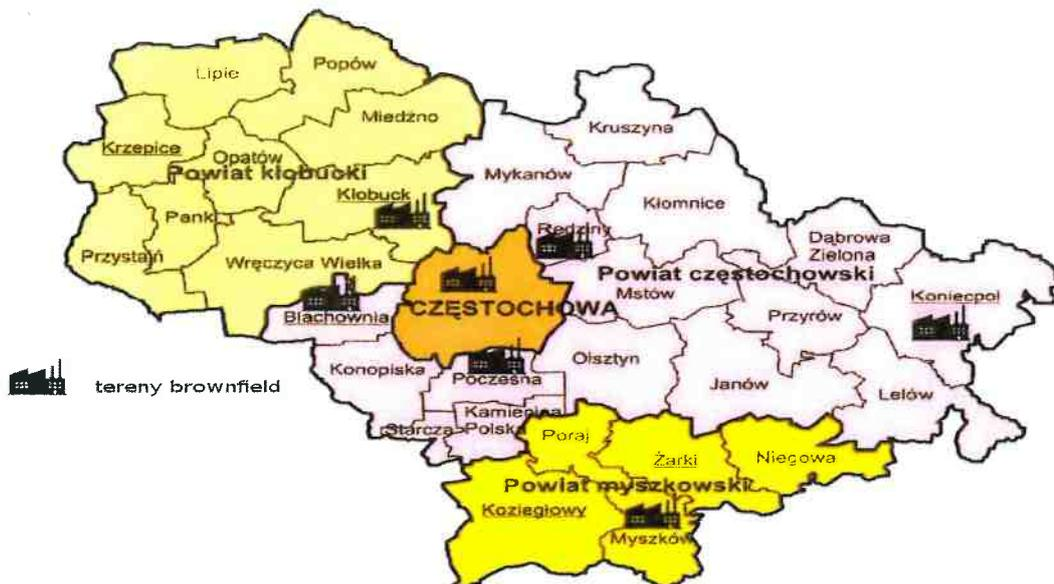 Lipie
Popów
Miedźno
Krzepice
Opatów
Powiat kłobucki
Kłobuck
Panki
Przystajń
Wręczyca Wielka
Kruszyna
Mykanów
Kłomnice
Rędziny
Dąbrowa
Zielona
Powiat częstochowski
Mstów
Koniecpol
CZĘSTOCHOWA
Przyrów
Blachownia
Konopiska
Poczesna
Olsztyn
Janów
Lelów
Kamienica
Starcza
Polska
tereny brownfield
Poraj
Żarki
Niegowa
Powiat myszkowski
Koziegłowy
Myszków